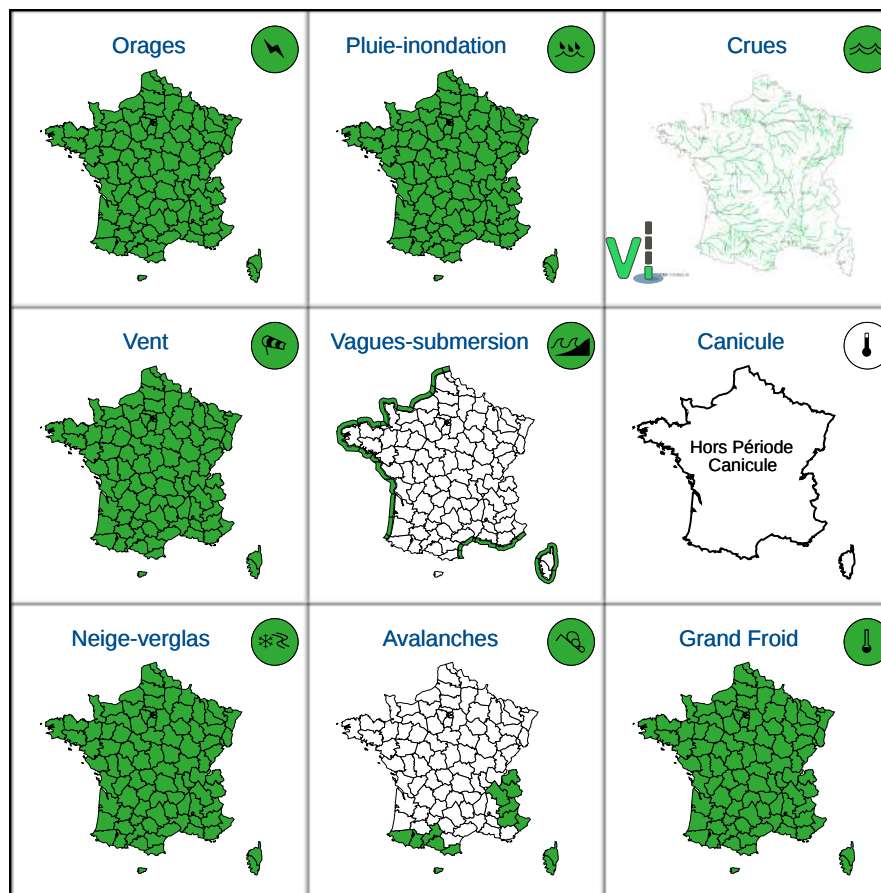 Orages
Pluie-inondation
Crues
Vent
Vagues-submersion
Canicule
Hors Période
Canicule
Neige-verglas
Avalanches
Grand Froid